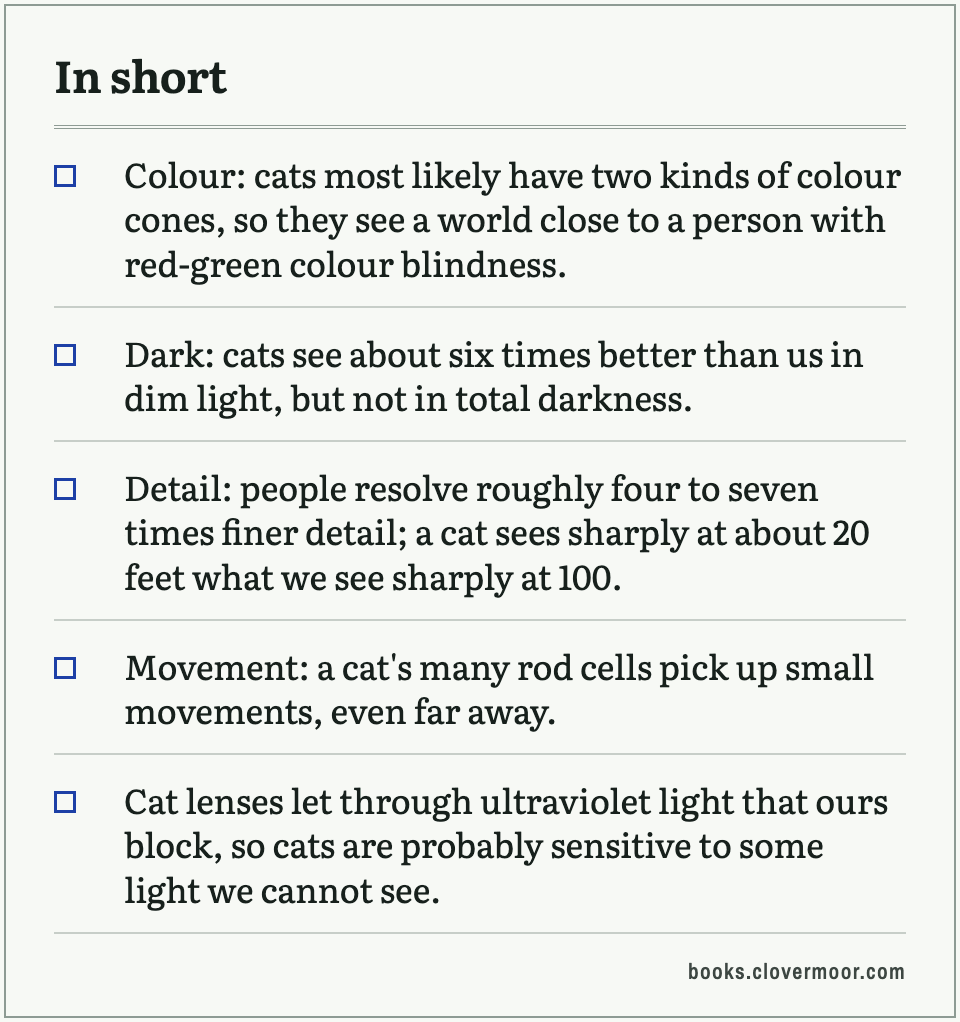 In short
Colour: cats most likely have two kinds of colour
cones, so they see a world close to a person with
red-green colour blindness.
Dark: cats see about six times better than us in
dim light, but not in total darkness.
Detail: people resolve roughly four to seven
times finer detail; a cat sees sharply at about 20
feet what we see sharply at 100.
Movement: a cat's many rod cells pick up small
movements, even far away.
Cat lenses let through ultraviolet light that ours
block, so cats are probably sensitive to some
light we cannot see.
books.clovermoor.com